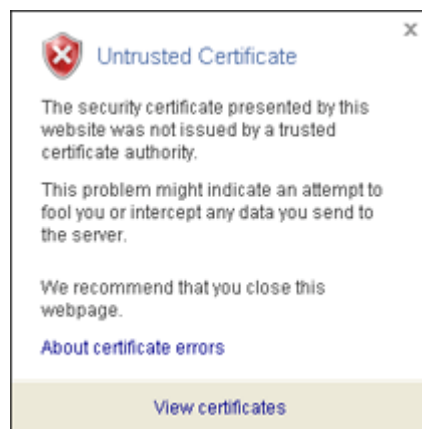 Untrusted Certificate
The security certificate presented by this
website was not issued by a trusted
certificate authority.
This problem might indicate an attempt to
fool you or intercept any data you send to
the server.
We recommend that you close this
webpage.
About certificate errors
View certificates